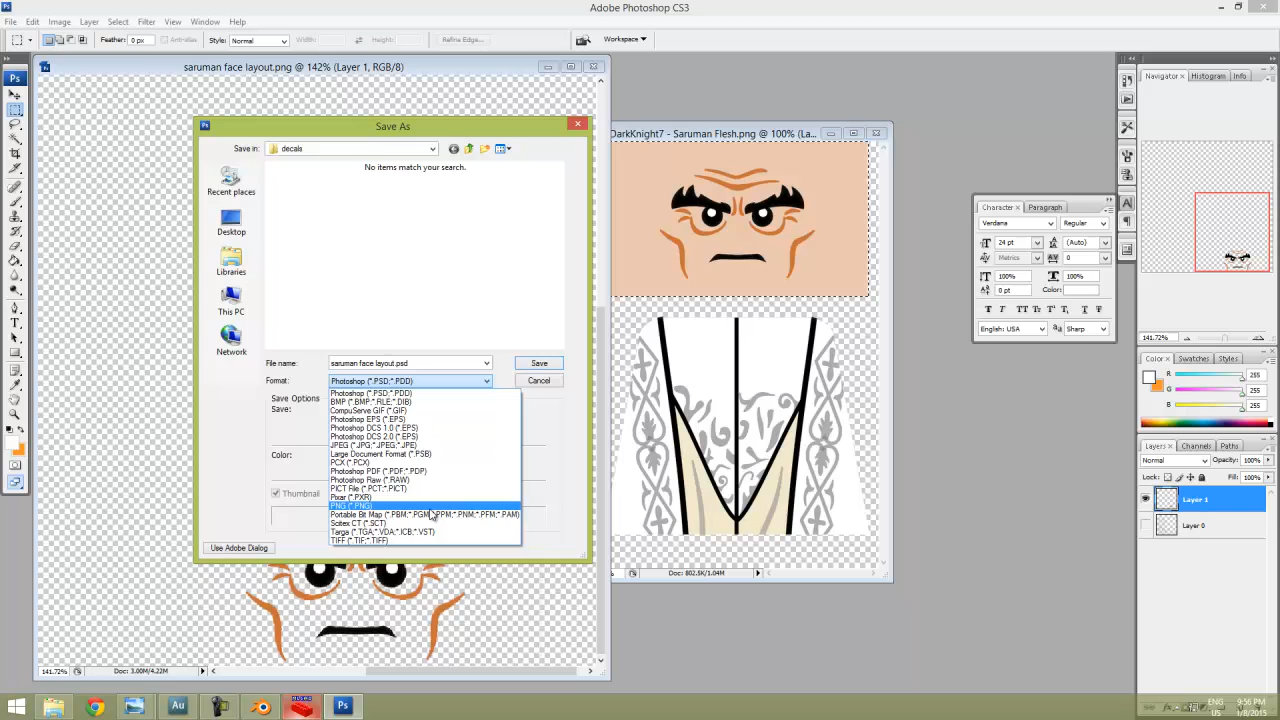 Adobe Photoshop CS3
File Edit Image Layer Select Filter View Window Help
Feather: 0 px Anti-alias Style: Normal Width: Height: Refine Edge... Workspace
saruman face layout.png @ 142% (Layer 1, RGB/8)
DarkKnight7 - Saruman Flesh.png @ 100% (La...
Navigator × Histogram Info
141.72%
Save As
Save in: decals
No items match your search.
Recent places
Desktop
Libraries
This PC
Network
File name: saruman face layout.psd Save
Format: Photoshop (*.PSD;*.PDD) Cancel
Photoshop (*.PSD;*.PDD)
BMP (*.BMP;*.RLE;*.DIB)
CompuServe GIF (*.GIF)
Photoshop EPS (*.EPS)
Photoshop DCS 1.0 (*.EPS)
Photoshop DCS 2.0 (*.EPS)
JPEG (*.JPG;*.JPEG;*.JPE)
Large Document Format (*.PSB)
PCX (*.PCX)
Photoshop PDF (*.PDF;*.PDP)
Photoshop Raw (*.RAW)
PICT File (*.PCT;*.PICT)
Pixar (*.PXR)
PNG (*.PNG)
Portable Bit Map (*.PBM;*.PGM;*.PPM;*.PNM;*.PFM;*.PAM)
Scitex CT (*.SCT)
Targa (*.TGA;*.VDA;*.ICB;*.VST)
TIFF (*.TIF;*.TIFF)
Save Options
Save:
Color:
Thumbnail
Use Adobe Dialog
Character × Paragraph
Verdana Regular
24 pt (Auto)
Metrics 0
100% 100%
0 pt Color:
English: USA Sharp
Color × Swatches Styles
R 255
G 255
B 255
Layers × Channels Paths
Normal Opacity: 100%
Lock: Fill: 100%
Layer 1
Layer 0
Doc: 802.5K/1.04M
141.72% Doc: 3.00M/4.22M
Ps
Au
Ps
ENG
US
9:56 PM
1/8/2015